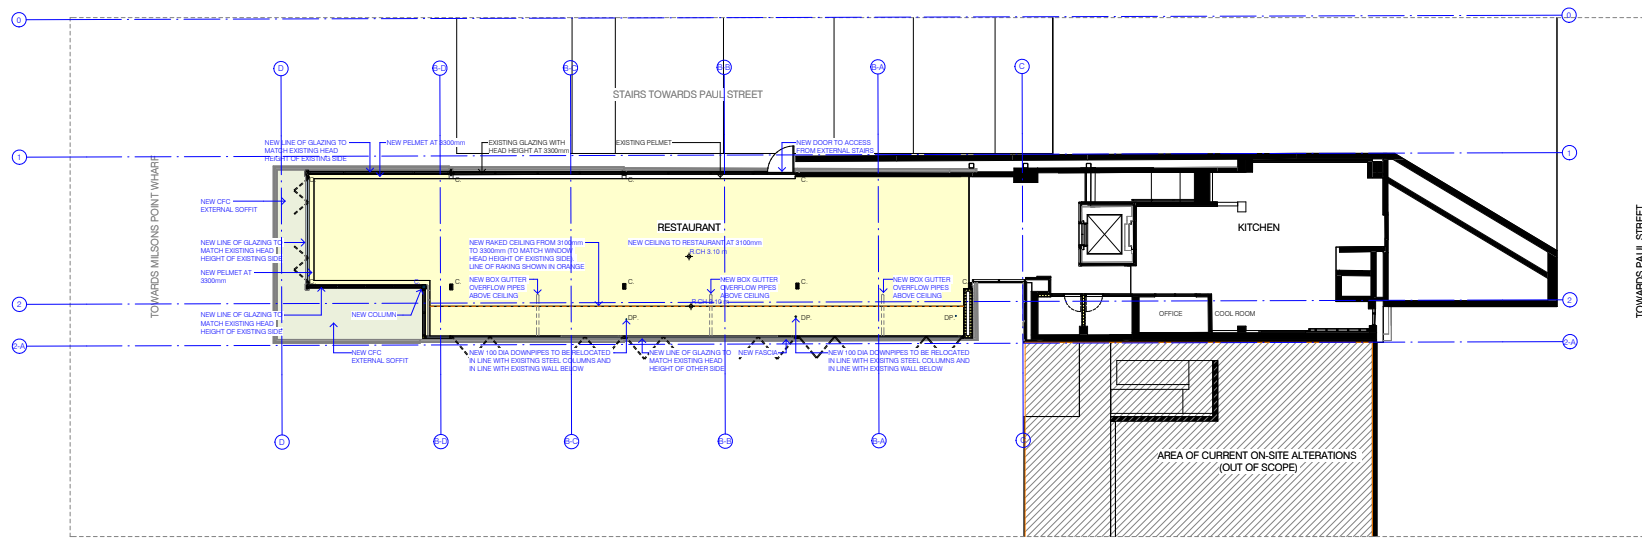 0
0
D
B-D
B-C
B-B
B-A
C
STAIRS TOWARDS PAUL STREET
TOWARDS MILSONS POINT WHARF
TOWARDS PAUL STREET
1
1
NEW LINE OF GLAZING TO
MATCH EXISTING HEAD
HEIGHT OF EXISTING SIDE
NEW PELMET AT 3300mm
EXISTING GLAZING WITH
HEAD HEIGHT AT 3300mm
EXISTING PELMET
NEW DOOR TO ACCESS
FROM EXTERNAL STAIRS
C.
C.
C.
NEW CFC
EXTERNAL SOFFIT
RESTAURANT
KITCHEN
NEW LINE OF GLAZING TO
MATCH EXISTING HEAD
HEIGHT OF EXISTING SIDE
NEW RAKED CEILING FROM 3100mm
TO 3300mm (TO MATCH WINDOW
HEAD HEIGHT OF EXISTING SIDE)
LINE OF RAKING SHOWN IN ORANGE
NEW CEILING TO RESTAURANT AT 3100mm
R.CH 3.10 m
NEW PELMET AT
3300mm
C.
C.
C.
C.
C.
NEW BOX GUTTER
OVERFLOW PIPES
ABOVE CEILING
NEW BOX GUTTER
OVERFLOW PIPES
ABOVE CEILING
NEW BOX GUTTER
OVERFLOW PIPES
ABOVE CEILING
2
2
NEW LINE OF GLAZING TO
MATCH EXISTING HEAD
HEIGHT OF EXISTING SIDE
NEW COLUMN
DP.
DP.
DP.
OFFICE
COOL ROOM
2-A
2-A
NEW CFC
EXTERNAL SOFFIT
NEW 100 DIA DOWNPIPES TO BE RELOCATED
IN LINE WITH EXISITNG STEEL COLUMNS AND
IN LINE WITH EXISTING WALL BELOW
NEW LINE OF GLAZING TO
MATCH EXISTING HEAD
HEIGHT OF OTHER SIDE
NEW FASCIA
NEW 100 DIA DOWNPIPES TO BE RELOCATED
IN LINE WITH EXISITNG STEEL COLUMNS AND
IN LINE WITH EXISTING WALL BELOW
D
B-D
B-C
B-B
B-A
C
AREA OF CURRENT ON-SITE ALTERATIONS
(OUT OF SCOPE)